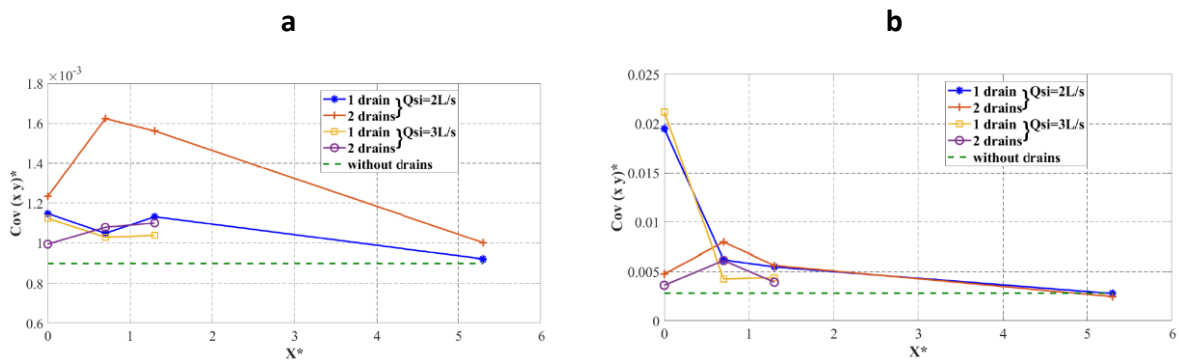 a
b
×10⁻³
1.8
1.6
1.4
1.2
1
0.8
0.6
Cov (x y)*
0 1 2 3 4 5 6
X*
1 drain
2 drains
} Qsi=2L/s
1 drain
2 drains
} Qsi=3L/s
without drains
0.025
0.02
0.015
0.01
0.005
0
Cov (x y)*
0 1 2 3 4 5 6
X*
1 drain
2 drains
} Qsi=2L/s
1 drain
2 drains
} Qsi=3L/s
without drains